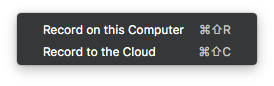 Record on this Computer ⌘⇧R
Record to the Cloud ⌘⇧C